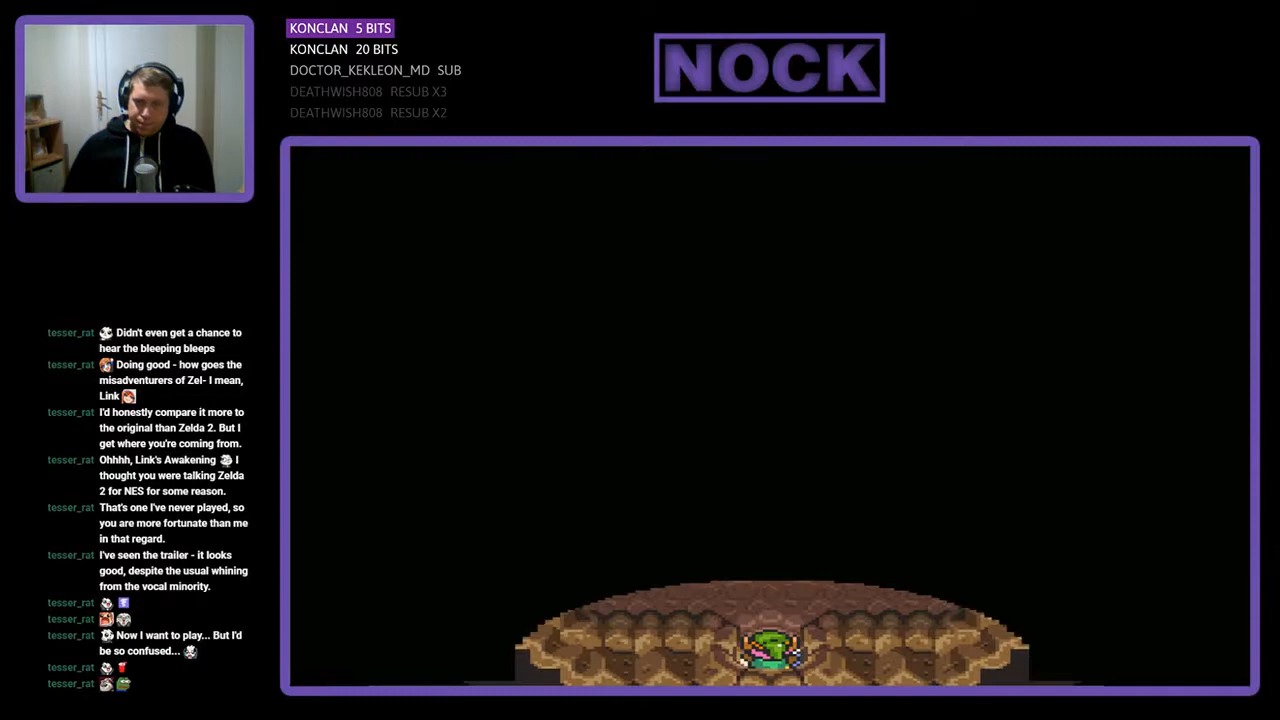 KONCLAN 5 BITS
KONCLAN 20 BITS
DOCTOR_KEKLEON_MD SUB
DEATHWISH808 RESUB X3
DEATHWISH808 RESUB X2
NOCK
tesser_rat Didn't even get a chance to
hear the bleeping bleeps
tesser_rat Doing good - how goes the
misadventurers of Zel- I mean,
Link
tesser_rat I'd honestly compare it more to
the original than Zelda 2. But I
get where you're coming from.
tesser_rat Ohhhh, Link's Awakening I
thought you were talking Zelda
2 for NES for some reason.
tesser_rat That's one I've never played, so
you are more fortunate than me
in that regard.
tesser_rat I've seen the trailer - it looks
good, despite the usual whining
from the vocal minority.
tesser_rat
tesser_rat
tesser_rat Now I want to play... But I'd
be so confused...
tesser_rat
tesser_rat